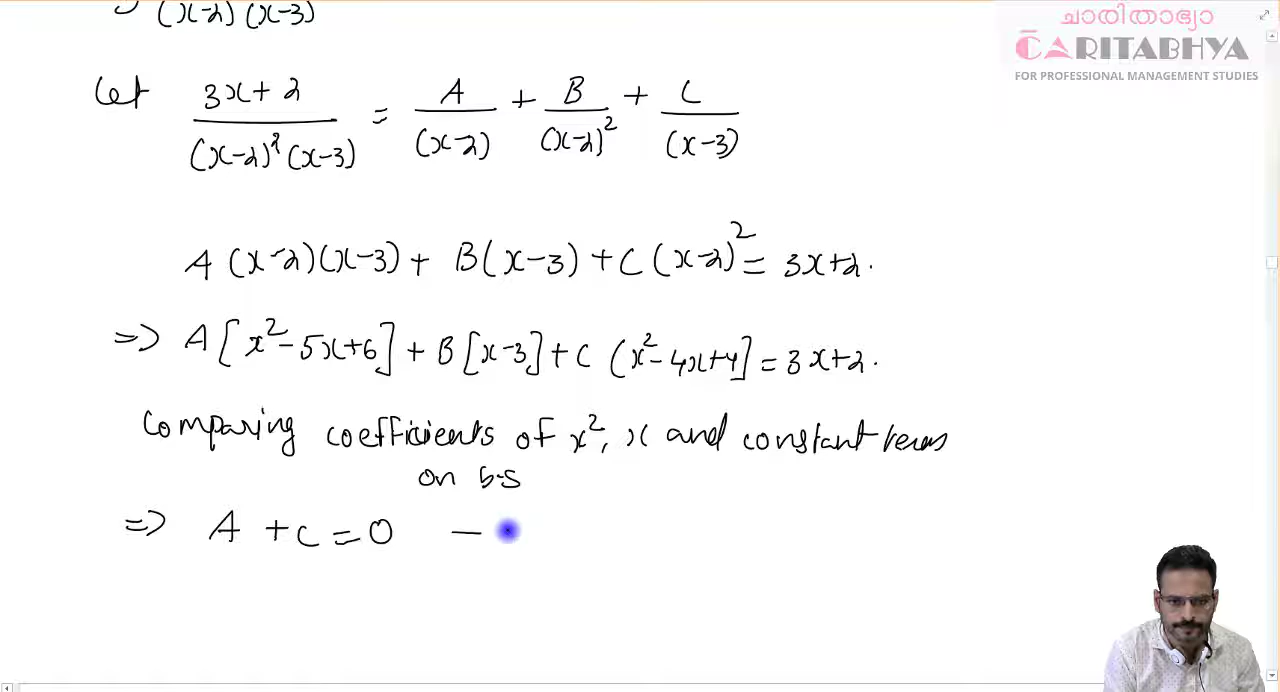 (x-2) (x-3)
ചാരിതാഭ്യാ
CARITABHYA
FOR PROFESSIONAL MANAGEMENT STUDIES
Let (3x+2)/((x-2)²(x-3)) = A/(x-2) + B/(x-2)² + C/(x-3)
A(x-2)(x-3) + B(x-3) + C(x-2)² = 3x+2.
=> A[x²-5x+6] + B[x-3] + C(x²-4x+4] = 3x+2.
Comparing coefficients of x², x and constant terms
on b.s
=> A + C = 0 —